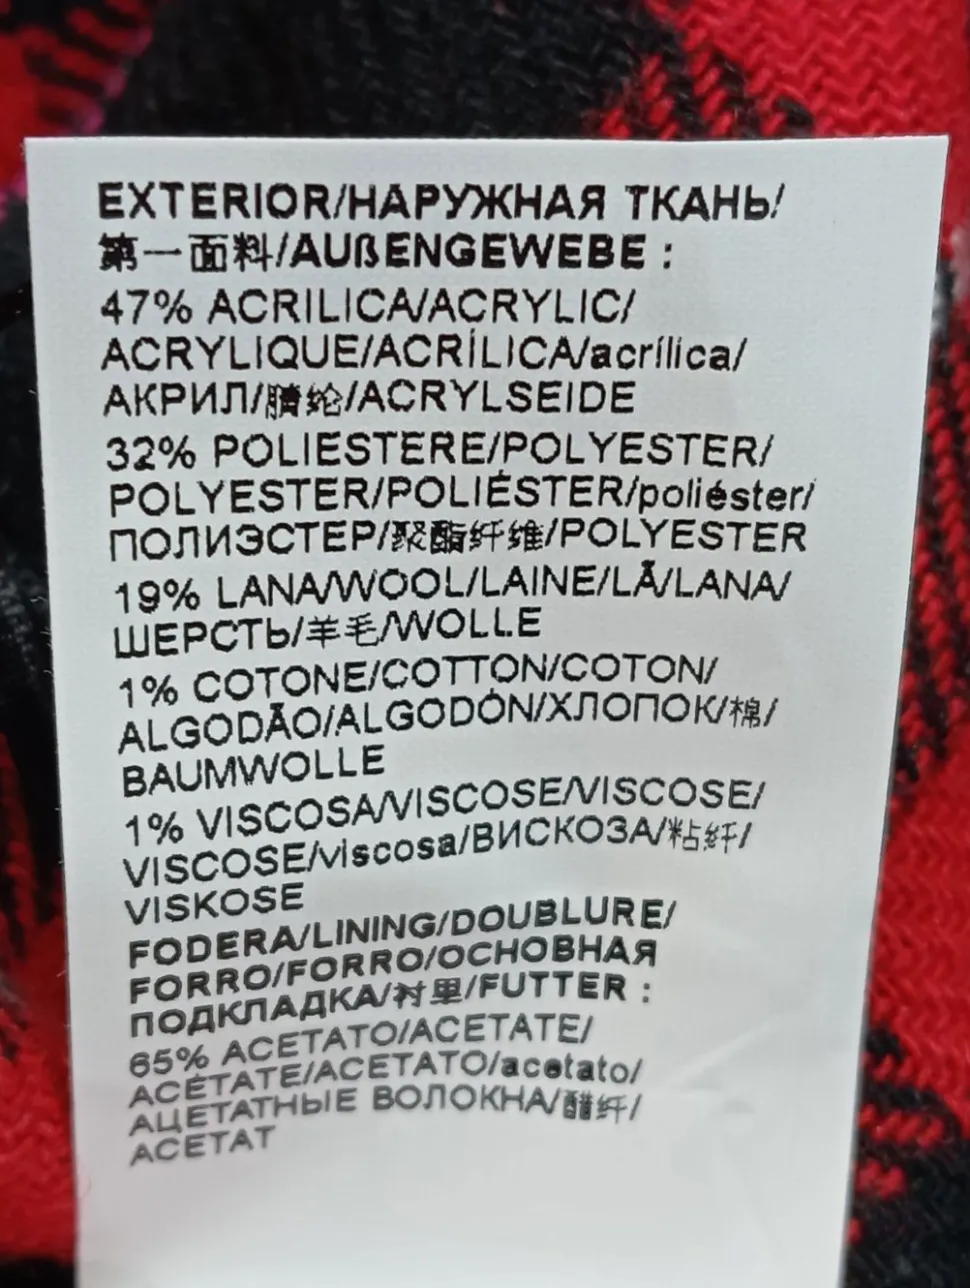 EXTERIOR/НАРУЖНАЯ ТКАНЬ/
第一面料/AUßENGEWEBE :
47% ACRILICA/ACRYLIC/
ACRYLIQUE/ACRÍLICA/acrílica/
АКРИЛ/腈纶/ACRYLSEIDE
32% POLIESTERE/POLYESTER/
POLYESTER/POLIÉSTER/poliéster/
ПОЛИЭСТЕР/聚酯纤维/POLYESTER
19% LANA/WOOL/LAINE/LÃ/LANA/
ШЕРСТЬ/羊毛/WOLLE
1% COTONE/COTTON/COTON/
ALGODÃO/ALGODÓN/ХЛОПОК/棉/
BAUMWOLLE
1% VISCOSA/VISCOSE/VISCOSE/
VISCOSE/viscosa/ВИСКОЗА/粘纤/
VISKOSE
FODERA/LINING/DOUBLURE/
FORRO/FORRO/ОСНОВНАЯ
ПОДКЛАДКА/衬里/FUTTER :
65% ACETATO/ACETATE/
ACÉTATE/ACETATO/acetato/
АЦЕТАТНЫЕ ВОЛОКНА/醋纤/
ACETAT